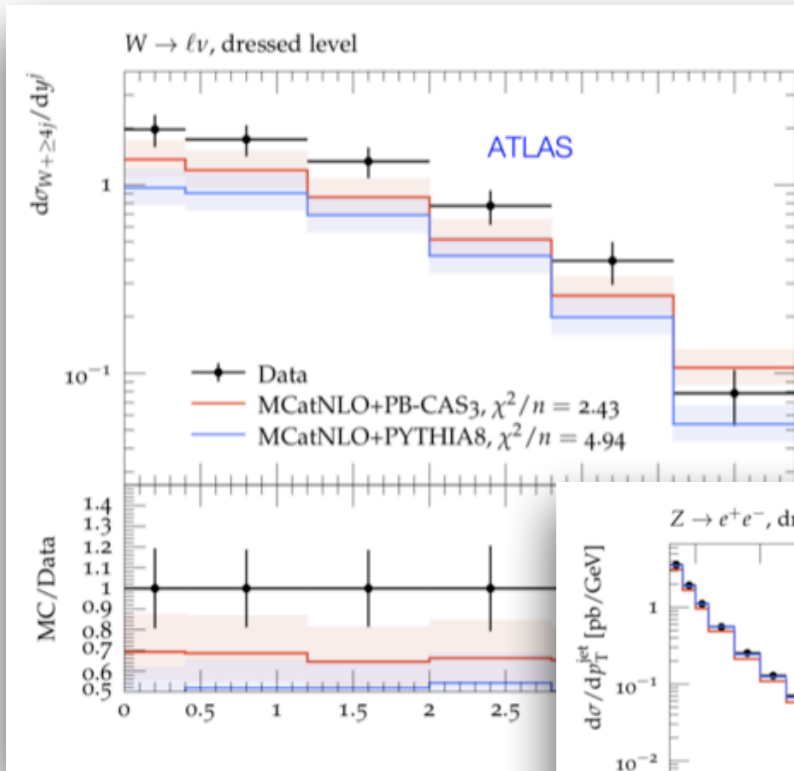 W → ℓν, dressed level
dσ_{W+≥4j}/dy^j
ATLAS
1
10^{-1}
Data
MCatNLO+PB-CAS3, χ²/n = 2.43
MCatNLO+PYTHIA8, χ²/n = 4.94
MC/Data
1.4
1.3
1.2
1.1
1
0.9
0.8
0.7
0.6
0.5
0 0.5 1 1.5 2 2.5
Z → e⁺e⁻, dr
dσ/dp_T^{jet} [pb/GeV]
1
10^{-1}
10^{-2}